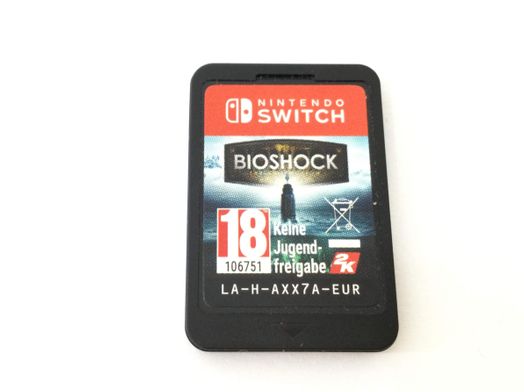 NINTENDO
SWITCH
BIOSHOCK
18
Keine
Jugend-
freigabe
106751
2K
LA-H-AXX7A-EUR